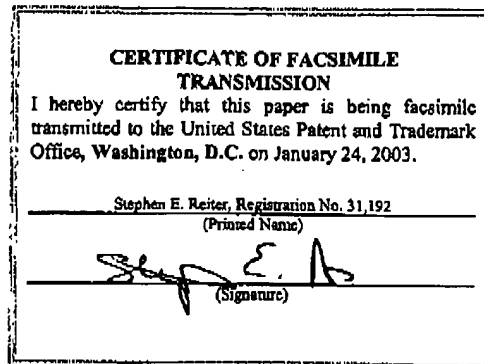 CERTIFICATE OF FACSIMILE
TRANSMISSION
I hereby certify that this paper is being facsimile
transmitted to the United States Patent and Trademark
Office, Washington, D.C. on January 24, 2003.
Stephen E. Reiter, Registration No. 31,192
(Printed Name)
(Signature)